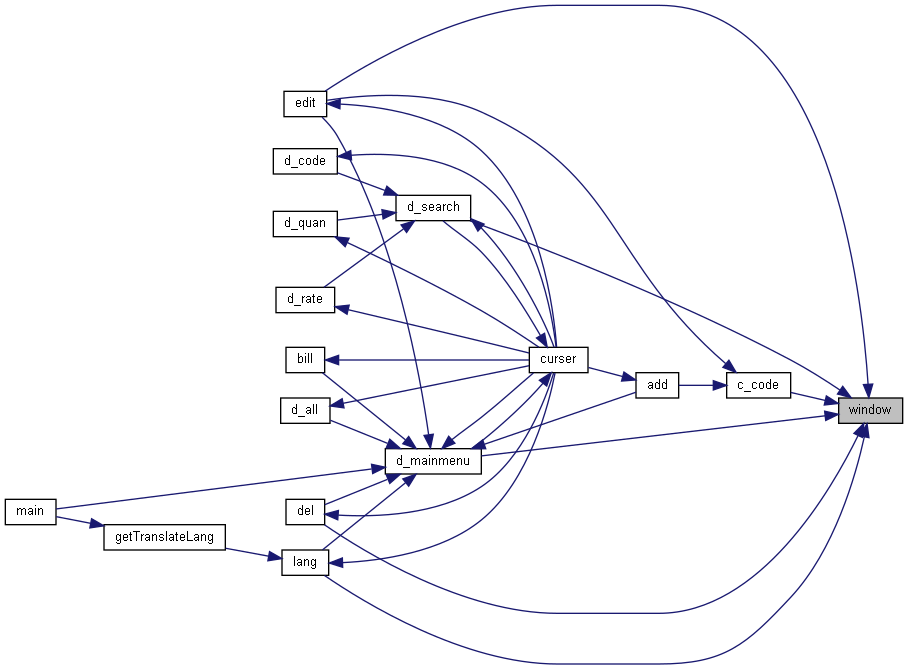 edit
d_code
d_search
d_quan
d_rate
bill
curser
add
c_code
d_all
window
d_mainmenu
main
del
getTranslateLang
lang